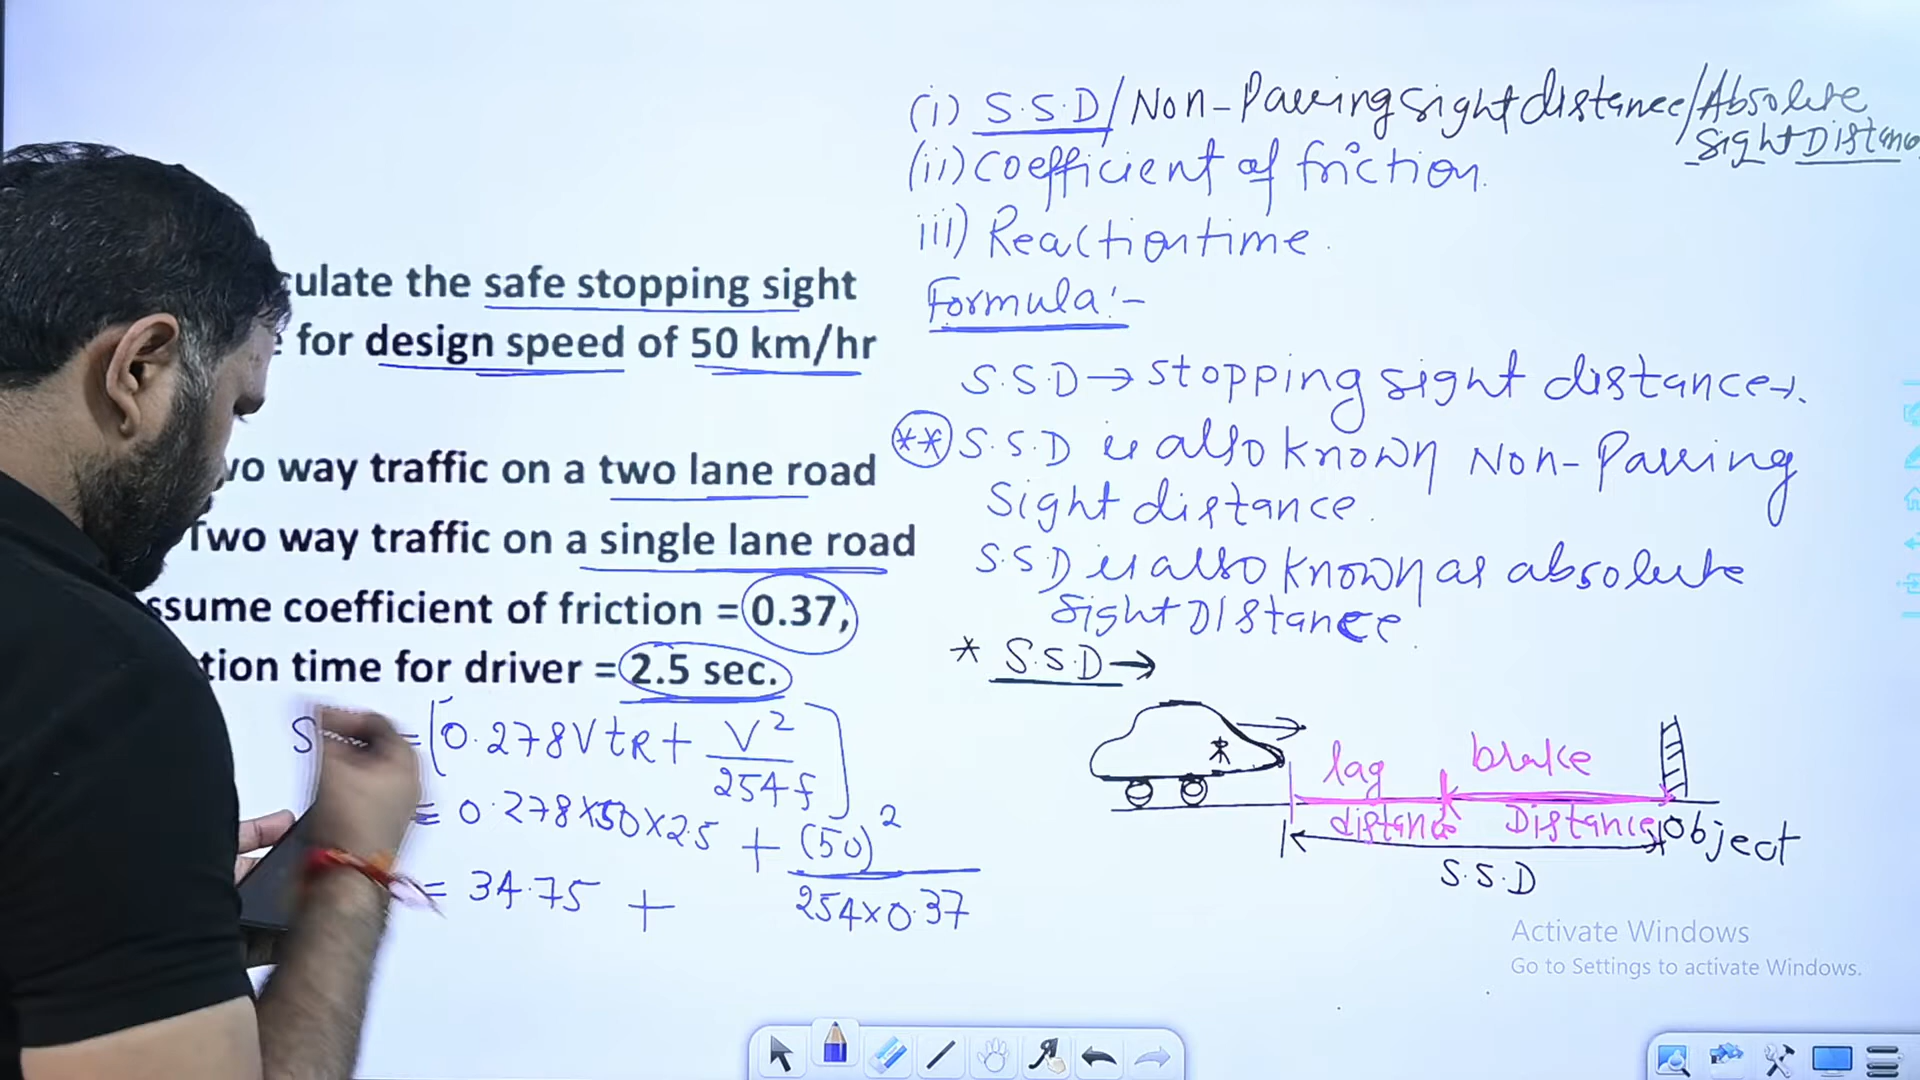 (i) S.S.D/Non-Passing sight distance/Absolute
Sight Distanc
(ii) Coefficient of friction.
iii) Reaction time.
Formula:-
S.S.D → Stopping sight distance →.
** S.S.D is also known Non-Passing
Sight distance.
S.S.D is also known as absolute
Sight Distance.
* S.S.D →
lag brake
distance Distance Object
S.S.D
culate the safe stopping sight
for design speed of 50 km/hr
wo way traffic on a two lane road
Two way traffic on a single lane road
ssume coefficient of friction = 0.37,
tion time for driver = 2.5 sec.
S = [0.278VtR + V²/254f]
= 0.278×50×2.5 + (50)²/254×0.37
= 34.75 +
Activate Windows
Go to Settings to activate Windows.